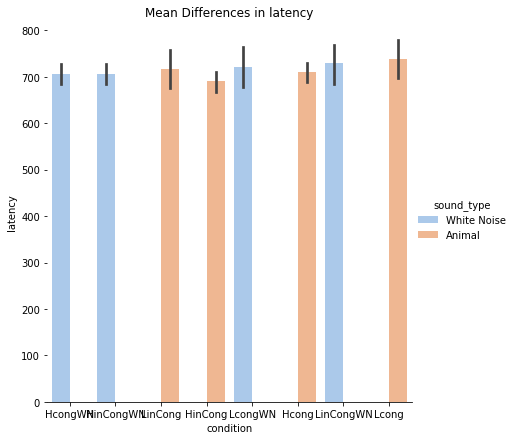 Mean Differences in latency
800
700
600
500
400
300
200
100
0
latency
HcongWN HinCongWN LinCong HinCong LcongWN Hcong LinCongWN Lcong
condition
sound_type
White Noise
Animal